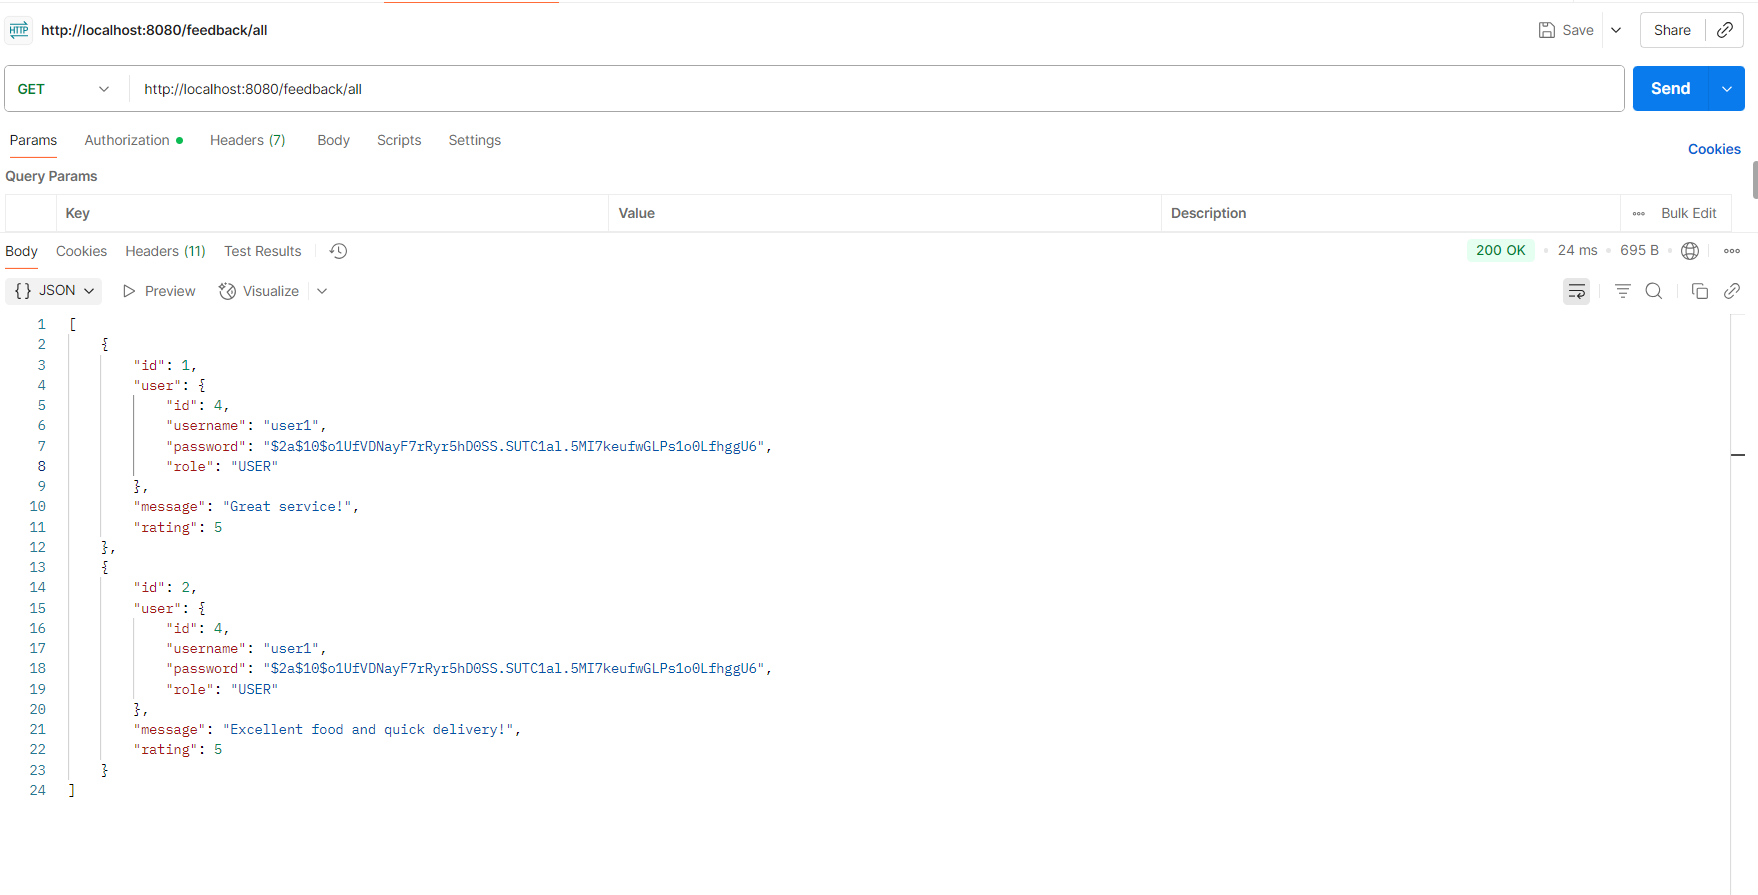 HTTP http://localhost:8080/feedback/all Save Share
GET http://localhost:8080/feedback/all Send
Params Authorization Headers (7) Body Scripts Settings Cookies
Query Params
Key Value Description Bulk Edit
Body Cookies Headers (11) Test Results 200 OK 24 ms 695 B
{} JSON Preview Visualize
1 [
2 {
3 "id": 1,
4 "user": {
5 "id": 4,
6 "username": "user1",
7 "password": "$2a$10$o1UfVDNayF7rRyr5hD0SS.SUTC1al.5MI7keufwGLPs1o0LfhggU6",
8 "role": "USER"
9 },
10 "message": "Great service!",
11 "rating": 5
12 },
13 {
14 "id": 2,
15 "user": {
16 "id": 4,
17 "username": "user1",
18 "password": "$2a$10$o1UfVDNayF7rRyr5hD0SS.SUTC1al.5MI7keufwGLPs1o0LfhggU6",
19 "role": "USER"
20 },
21 "message": "Excellent food and quick delivery!",
22 "rating": 5
23 }
24 ]